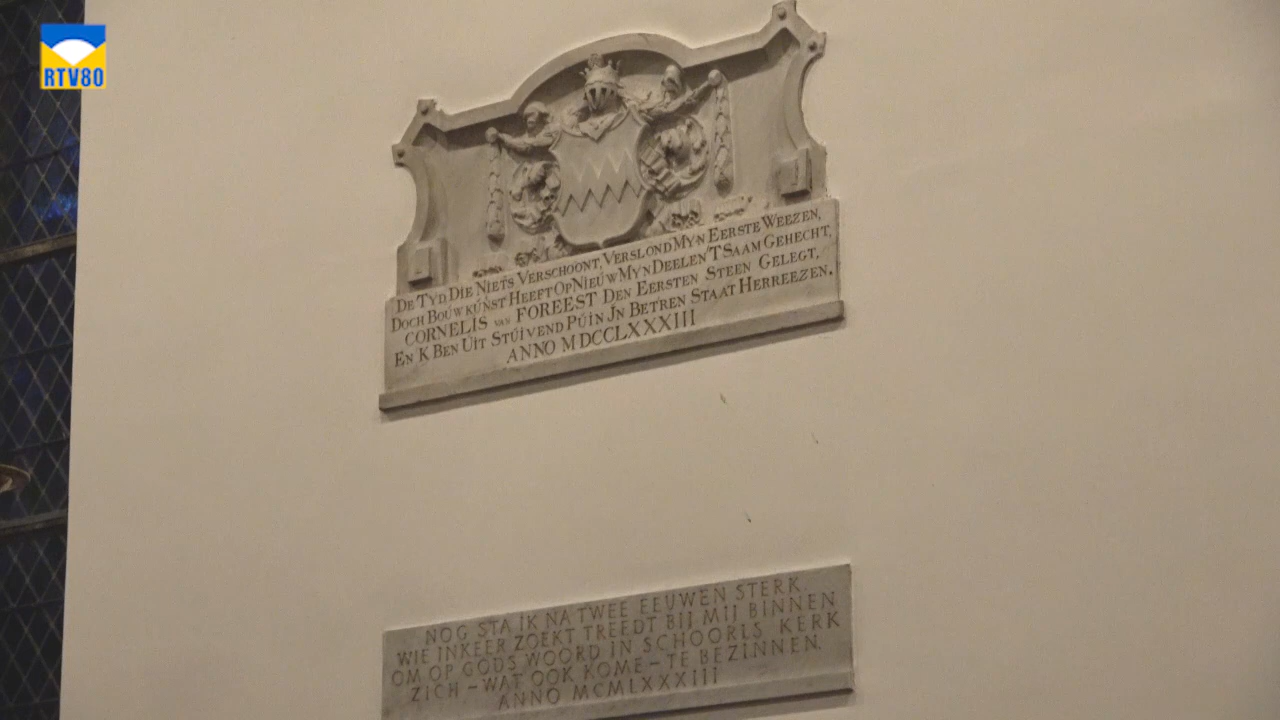 RTV80
DE TYD, DIE NIETS VERSCHOONT, VERSLOND MYN EERSTE WEEZEN,
DOCH BOUWKUNST HEEFT OP NIEUW MYN DEELEN 'T SAAM GEHECHT,
CORNELIS VAN FOREEST DEN EERSTEN STEEN GELEGT,
EN K BEN UIT STUIVEND PUIN JN BETREN STAAT HERREEZEN.
ANNO MDCCLXXXIII
NOG STA IK NA TWEE EEUWEN STERK.
WIE INKEER ZOEKT TREEDT BIJ MIJ BINNEN
OM OP GODS WOORD IN SCHOORLS KERK
ZICH – WAT OOK KOME – TE BEZINNEN.
ANNO MCMLXXXIII